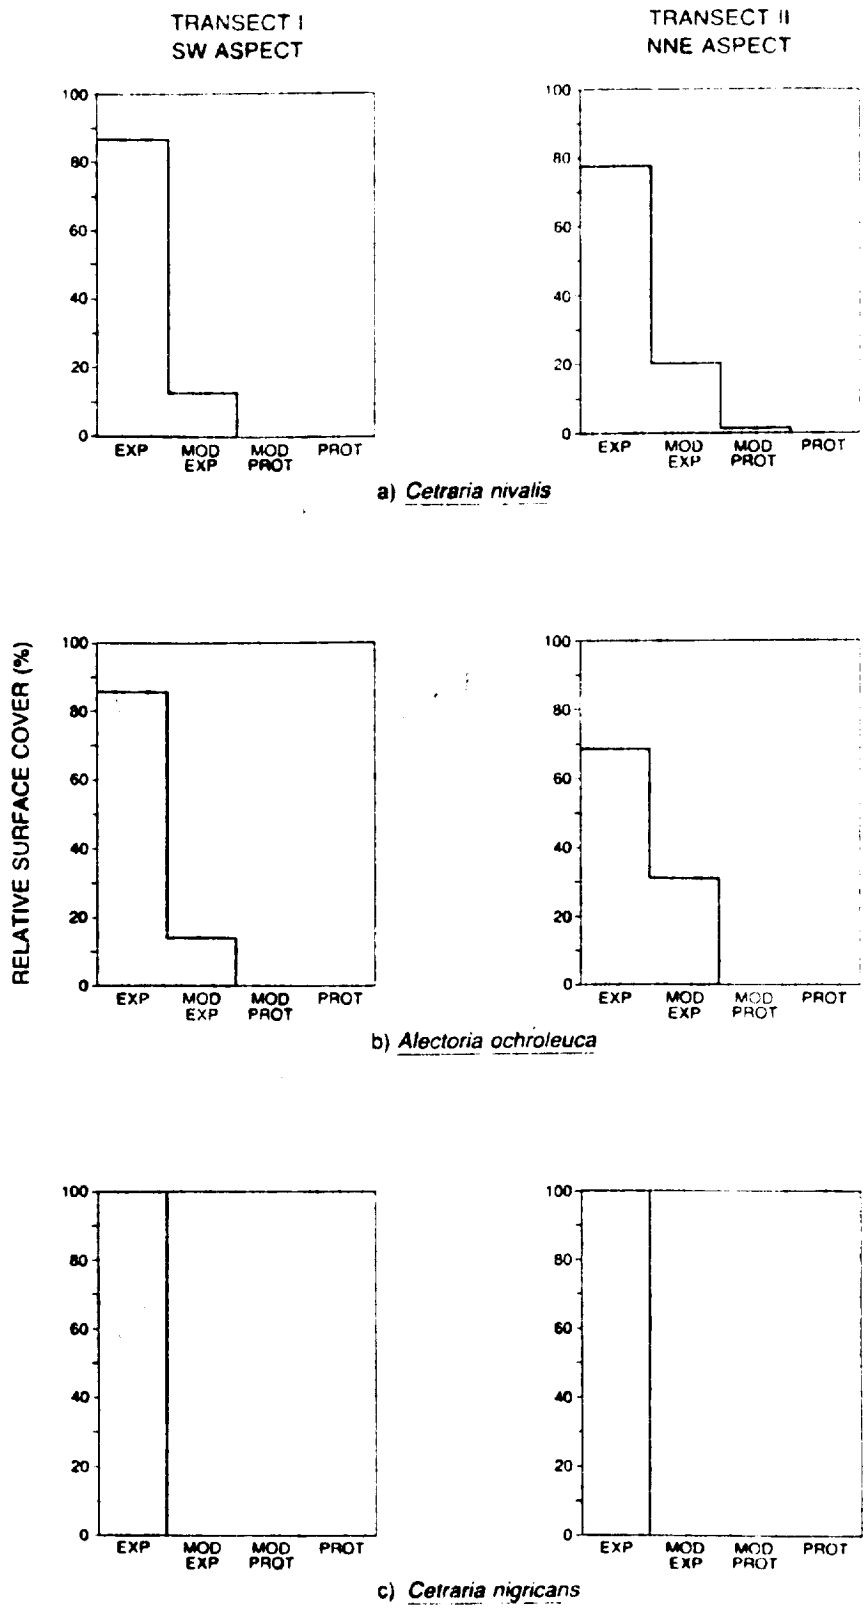 TRANSECT I
SW ASPECT
TRANSECT II
NNE ASPECT
RELATIVE SURFACE COVER (%)
100
80
60
40
20
0
EXP MOD EXP MOD PROT PROT
100
80
60
40
20
0
EXP MOD EXP MOD PROT PROT
a) Cetraria nivalis
100
80
60
40
20
0
EXP MOD EXP MOD PROT PROT
100
80
60
40
20
0
EXP MOD EXP MOD PROT PROT
b) Alectoria ochroleuca
100
80
60
40
20
0
EXP MOD EXP MOD PROT PROT
100
80
60
40
20
0
EXP MOD EXP MOD PROT PROT
c) Cetraria nigricans